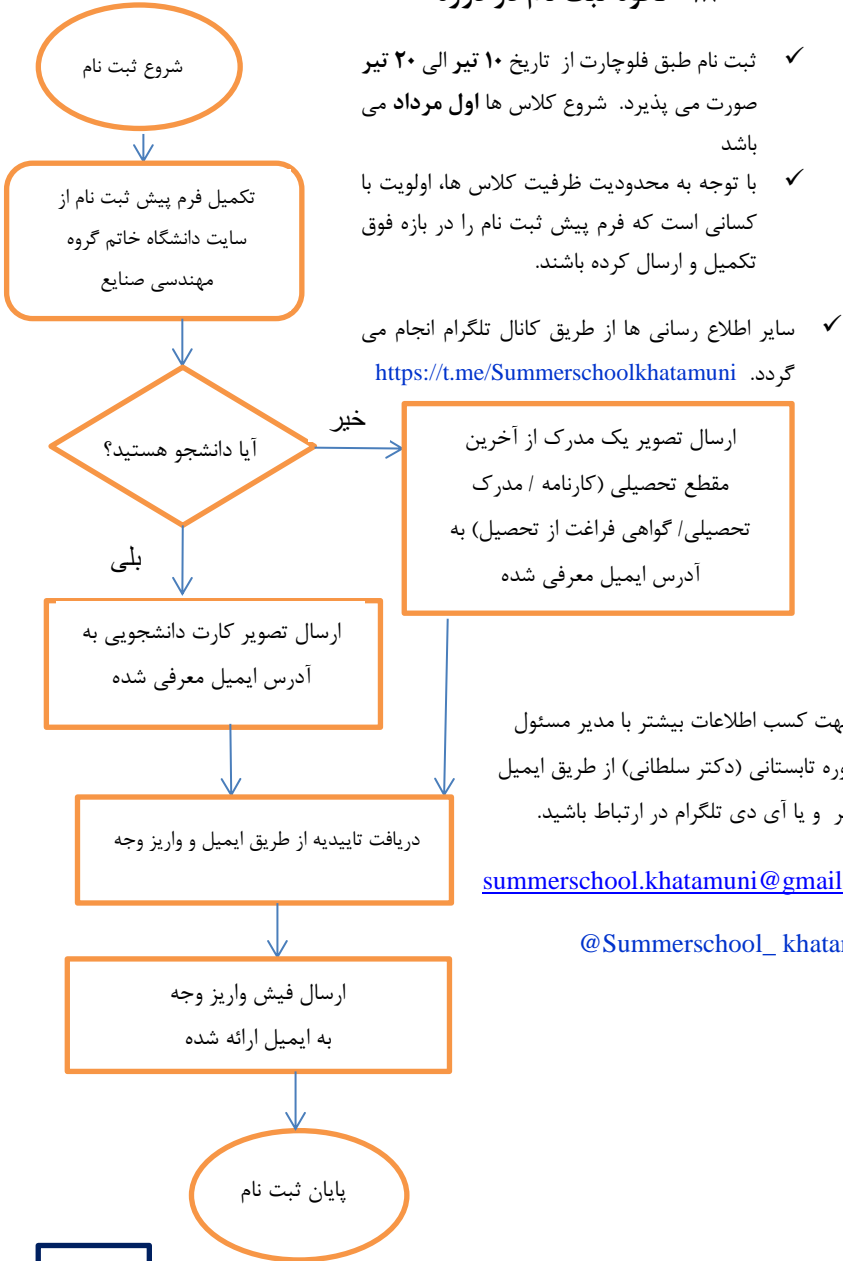 شروع ثبت نام
ثبت نام طبق فلوچارت از تاریخ ۱۰ تیر الی ۲۰ تیر
صورت می پذیرد. شروع کلاس ها اول مرداد می
باشد
با توجه به محدودیت ظرفیت کلاس ها، اولویت با
کسانی است که فرم پیش ثبت نام را در بازه فوق
تکمیل و ارسال کرده باشند.
سایر اطلاع رسانی ها از طریق کانال تلگرام انجام می
گردد. https://t.me/Summerschoolkhatamuni
تکمیل فرم پیش ثبت نام از
سایت دانشگاه خاتم گروه
مهندسی صنایع
آیا دانشجو هستید؟
خیر
ارسال تصویر یک مدرک از آخرین
مقطع تحصیلی (کارنامه / مدرک
تحصیلی/ گواهی فراغت از تحصیل) به
آدرس ایمیل معرفی شده
بلی
ارسال تصویر کارت دانشجویی به
آدرس ایمیل معرفی شده
کسب اطلاعات بیشتر با مدیر مسئول
تابستانی (دکتر سلطانی) از طریق ایمیل
و یا آی دی تلگرام در ارتباط باشید.
summerschool.khatamuni@gmail
@Summerschool_ khata
دریافت تاییدیه از طریق ایمیل و واریز وجه
ارسال فیش واریز وجه
به ایمیل ارائه شده
پایان ثبت نام